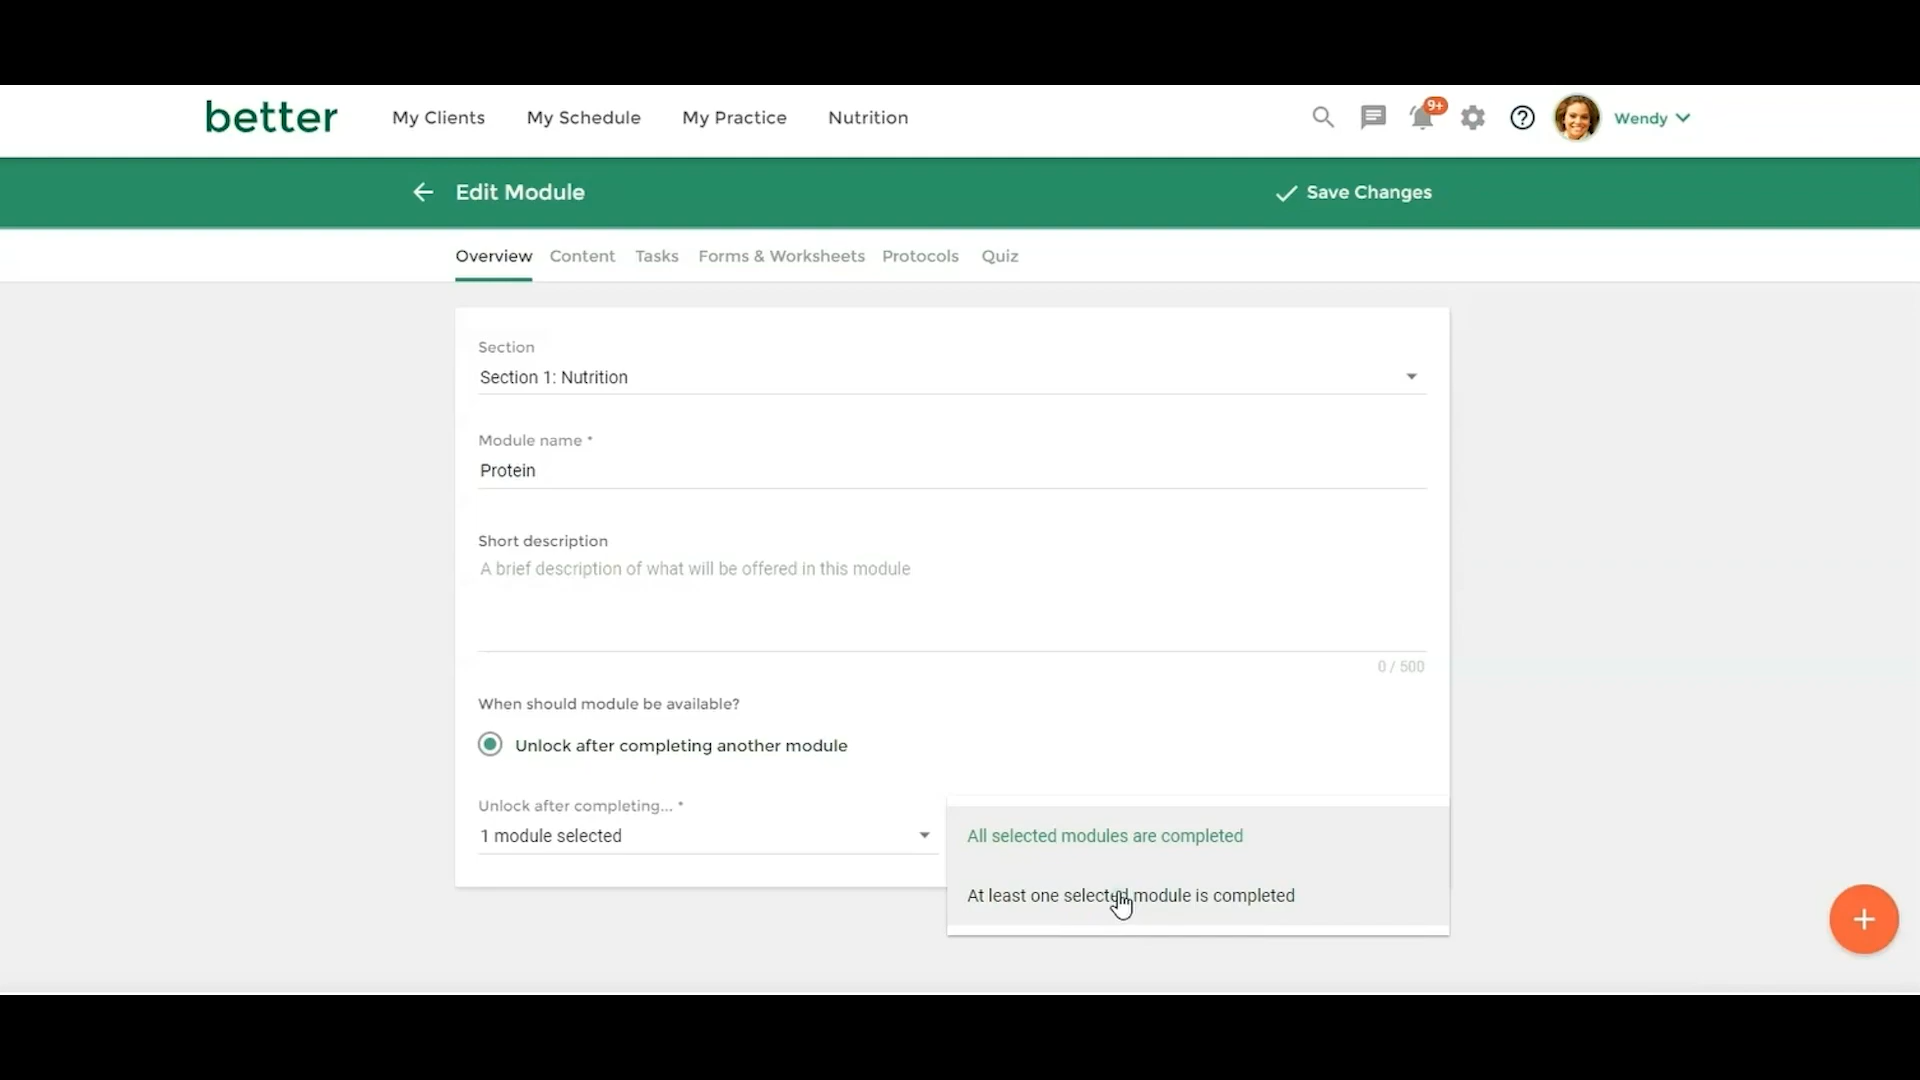 better My Clients My Schedule My Practice Nutrition 9+ Wendy
Edit Module Save Changes
Overview Content Tasks Forms & Worksheets Protocols Quiz
Section
Section 1: Nutrition
Module name *
Protein
Short description
A brief description of what will be offered in this module
0 / 500
When should module be available?
Unlock after completing another module
Unlock after completing... *
1 module selected
All selected modules are completed
At least one selected module is completed